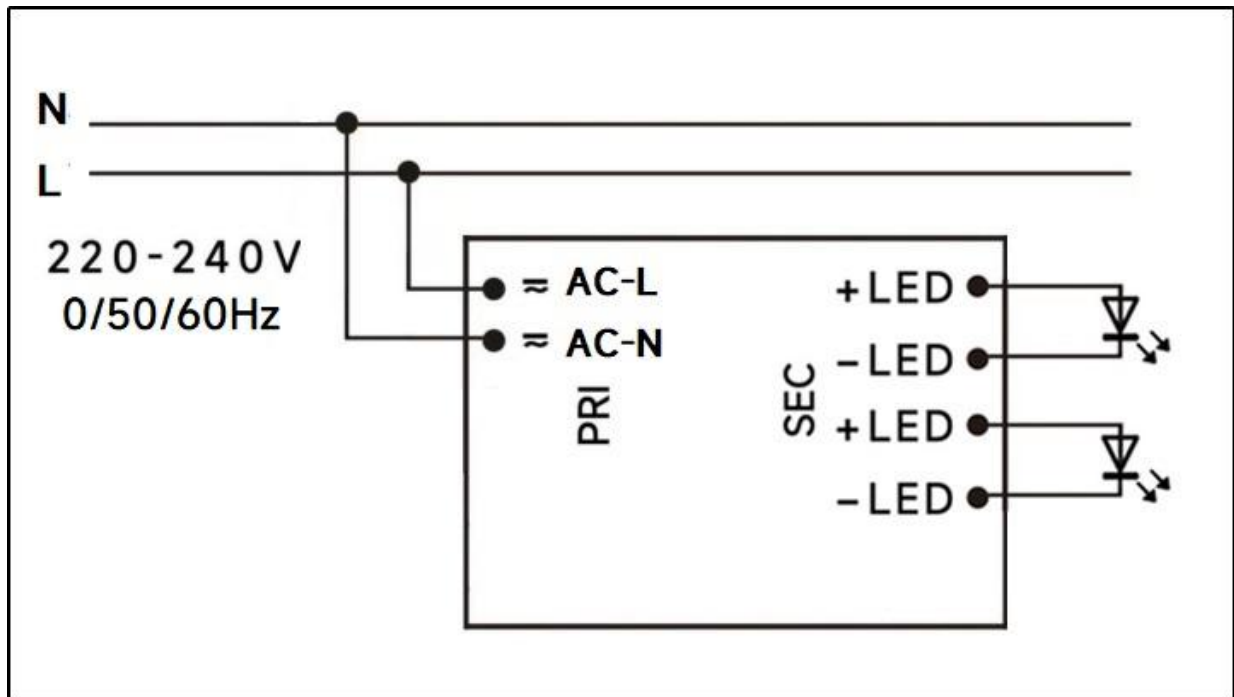 N
L
220-240V
0/50/60Hz
≂ AC-L
≂ AC-N
PRI
SEC
+LED
-LED
+LED
-LED